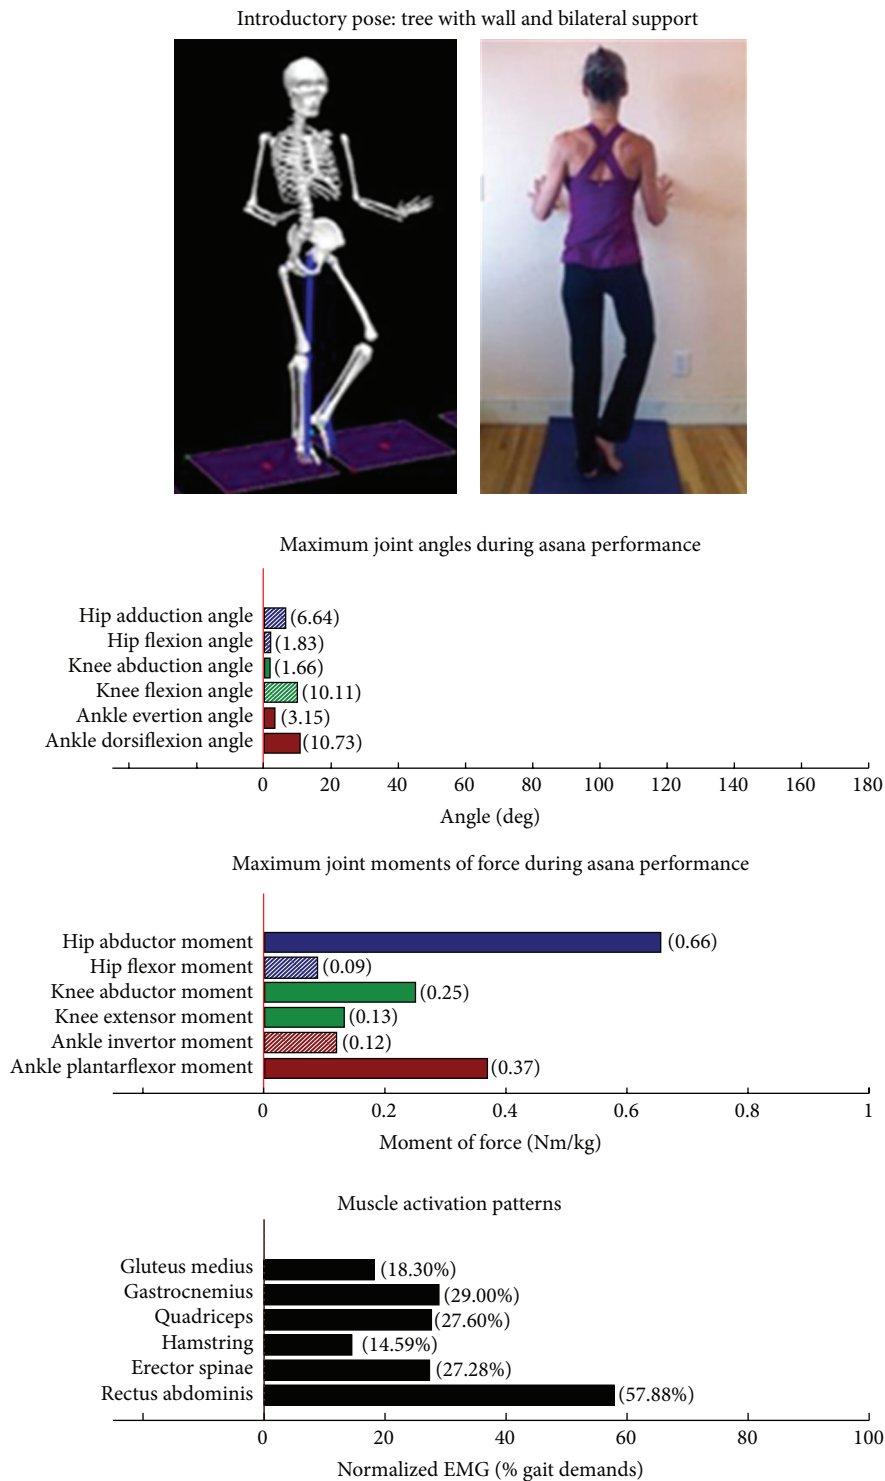 Introductory pose: tree with wall and bilateral support
Maximum joint angles during asana performance
Hip adduction angle (6.64)
Hip flexion angle (1.83)
Knee abduction angle (1.66)
Knee flexion angle (10.11)
Ankle evertion angle (3.15)
Ankle dorsiflexion angle (10.73)
0 20 40 60 80 100 120 140 160 180
Angle (deg)
Maximum joint moments of force during asana performance
Hip abductor moment (0.66)
Hip flexor moment (0.09)
Knee abductor moment (0.25)
Knee extensor moment (0.13)
Ankle invertor moment (0.12)
Ankle plantarflexor moment (0.37)
0 0.2 0.4 0.6 0.8 1
Moment of force (Nm/kg)
Muscle activation patterns
Gluteus medius (18.30%)
Gastrocnemius (29.00%)
Quadriceps (27.60%)
Hamstring (14.59%)
Erector spinae (27.28%)
Rectus abdominis (57.88%)
0 20 40 60 80 100
Normalized EMG (% gait demands)